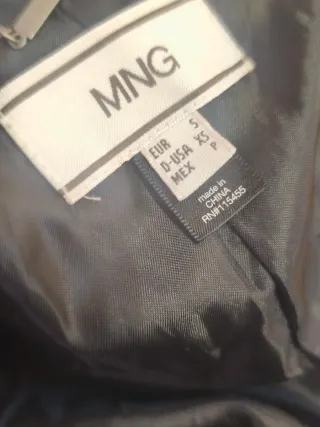 MNG
EUR S
D-USA XS
MEX P
made in
CHINA
RN#115455